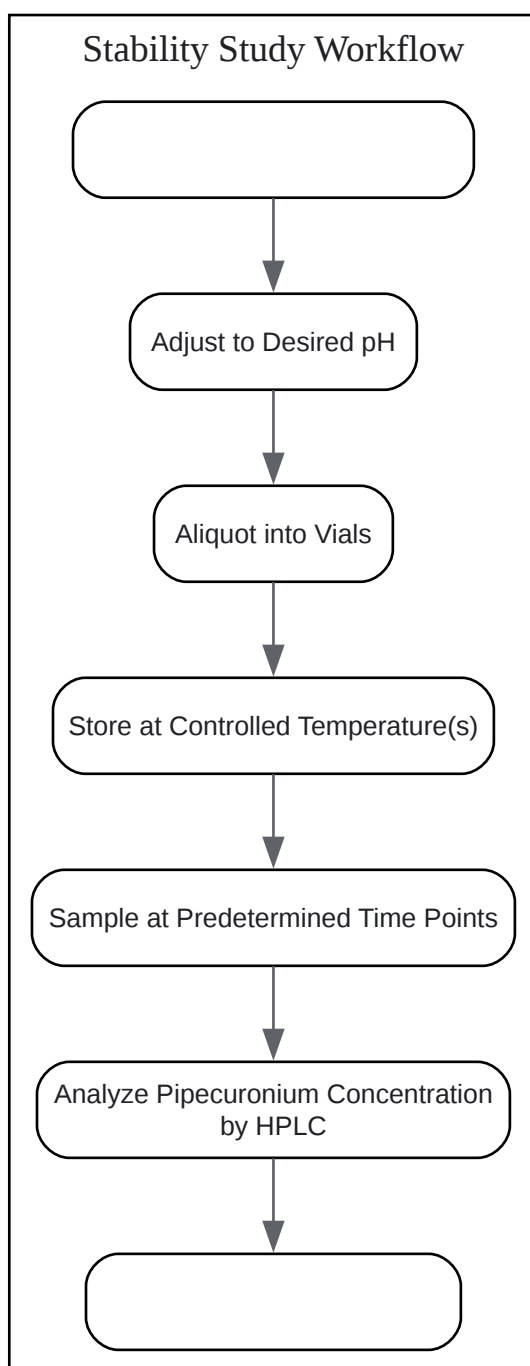 Stability Study Workflow
Adjust to Desired pH
Aliquot into Vials
Store at Controlled Temperature(s)
Sample at Predetermined Time Points
Analyze Pipecuronium Concentration
by HPLC